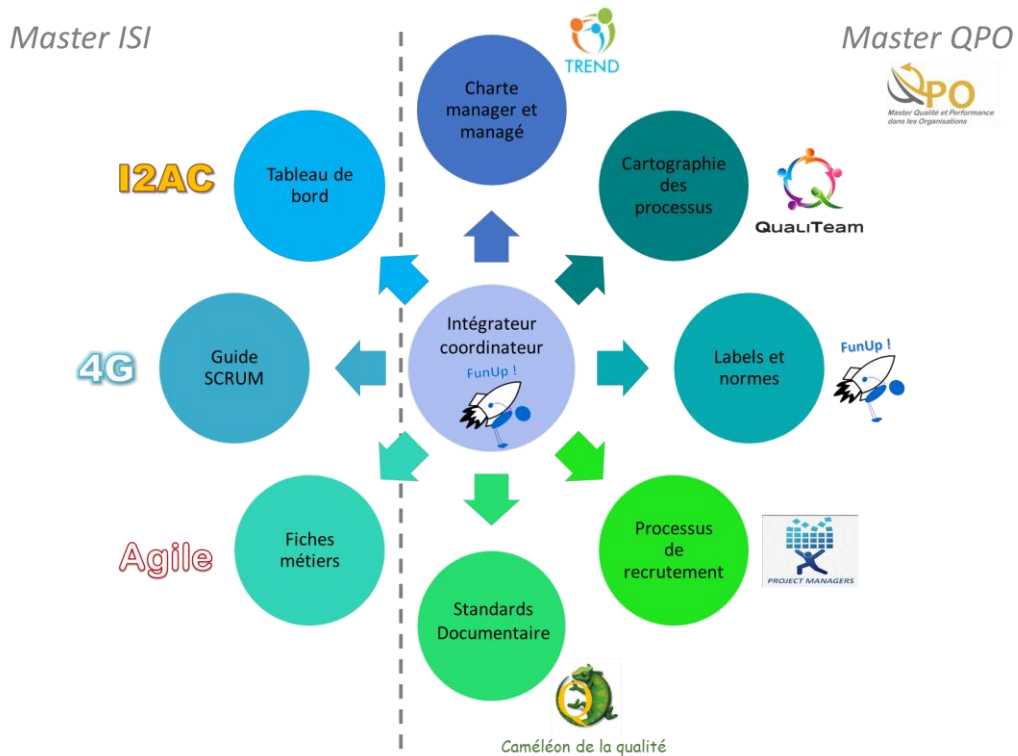 Master ISI
Master QPO
TREND
QPO
Master Qualité et Performance
dans les Organisations
Charte
manager et
managé
I2AC
Tableau de
bord
Cartographie
des
processus
QUALITEAM
4G
Guide
SCRUM
Intégrateur
coordinateur
FunUp !
Labels et
normes
FunUp !
Agile
Fiches
métiers
Processus
de
recrutement
PROJECT MANAGERS
Standards
Documentaire
Q
Caméléon de la qualité